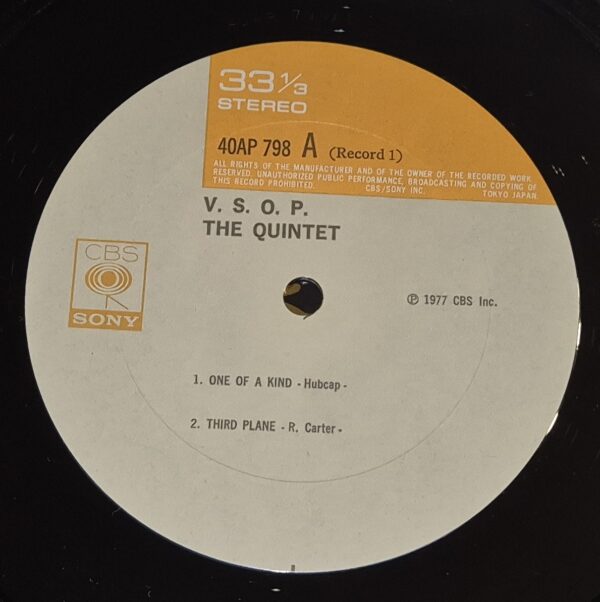 33 1/3
STEREO
40AP 798 A (Record 1)
ALL RIGHTS OF THE MANUFACTURER AND OF THE OWNER OF THE RECORDED WORK
RESERVED. UNAUTHORIZED PUBLIC PERFORMANCE, BROADCASTING AND COPYING OF
THIS RECORD PROHIBITED. CBS/SONY INC. TOKYO JAPAN
V. S. O. P.
THE QUINTET
CBS
SONY
℗ 1977 CBS Inc.
1. ONE OF A KIND - Hubcap -
2. THIRD PLANE - R. Carter -